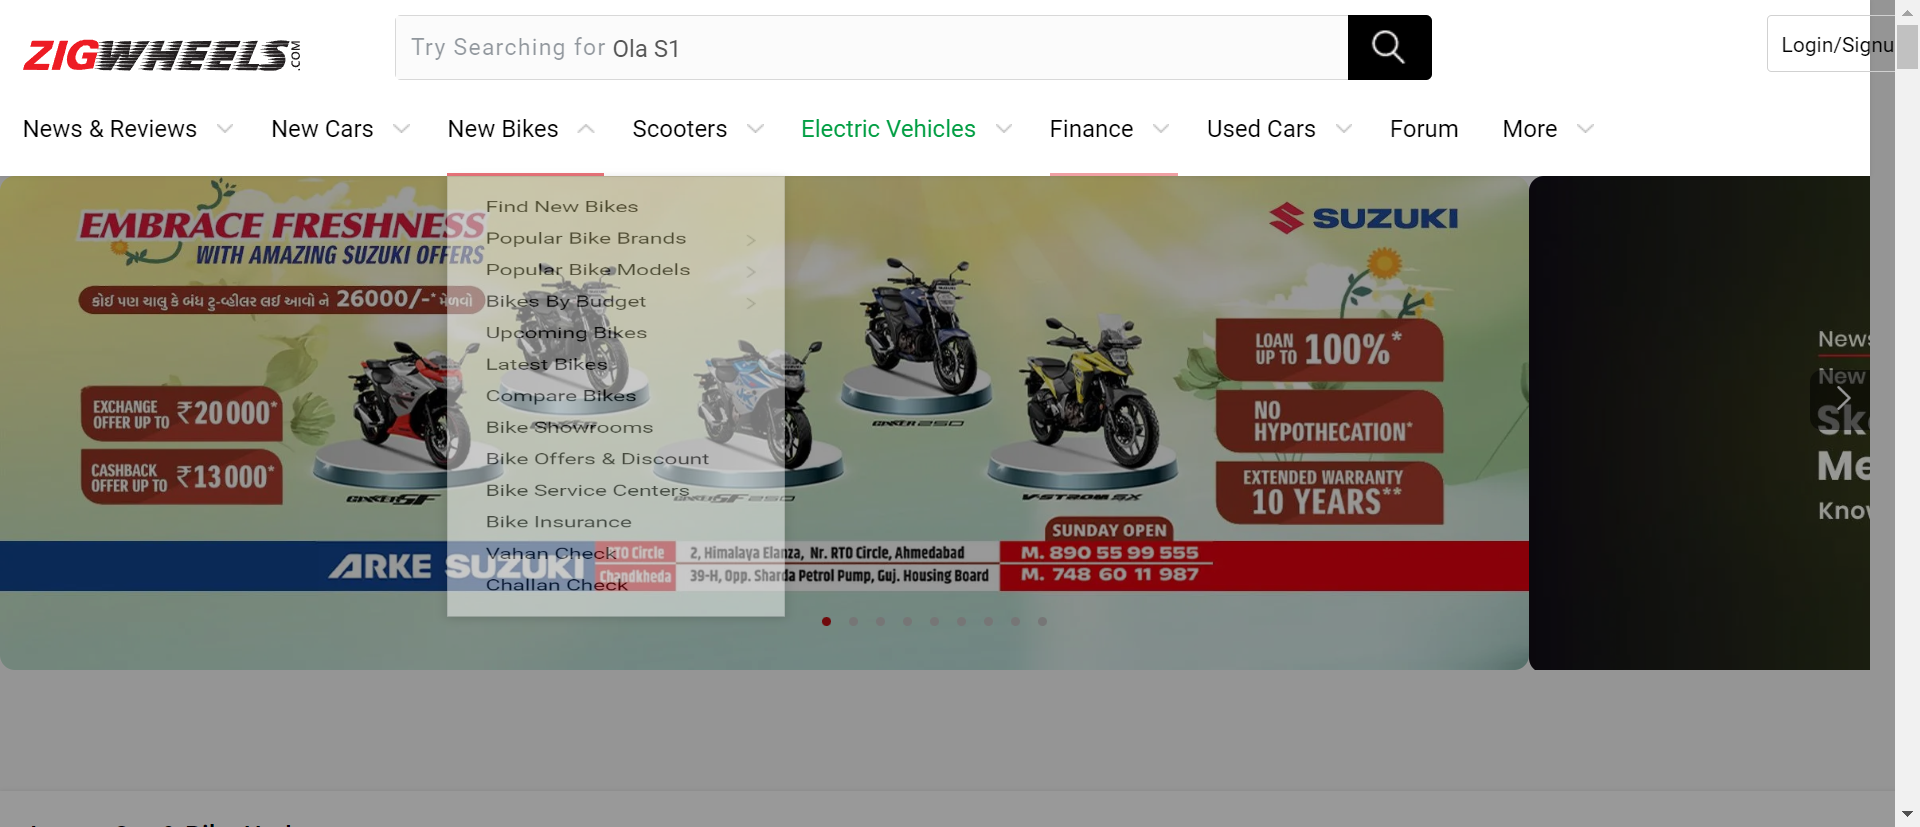 ZIGWHEELS.COM
Try Searching for Ola S1
Login/Signu
News & Reviews
New Cars
New Bikes
Scooters
Electric Vehicles
Finance
Used Cars
Forum
More
Find New Bikes
Popular Bike Brands
Popular Bike Models
Bikes By Budget
Upcoming Bikes
Latest Bikes
Compare Bikes
Bike Showrooms
Bike Offers & Discount
Bike Service Centers
Bike Insurance
Vahan Check
Challan Check
EMBRACE FRESHNESS
WITH AMAZING SUZUKI OFFERS
કોઈ પણ ચાલુ કે બંધ ટુ-વ્હીલર લઈ આવો ને 26000/-* મેળવો
EXCHANGE
OFFER UP TO ₹20000*
CASHBACK
OFFER UP TO ₹13000*
SUZUKI
LOAN
UP TO 100%*
NO
HYPOTHECATION*
EXTENDED WARRANTY
10 YEARS**
GIXXER SF
GIXXER SF 250
GIXXER 250
V-STROM SX
SUNDAY OPEN
ARKE SUZUKI
RTO Circle 2, Himalaya Elanza, Nr. RTO Circle, Ahmedabad M. 890 55 99 555
Chandkheda 39-H, Opp. Sharda Petrol Pump, Guj. Housing Board M. 748 60 11 987
News
New
Sk
Me
Know